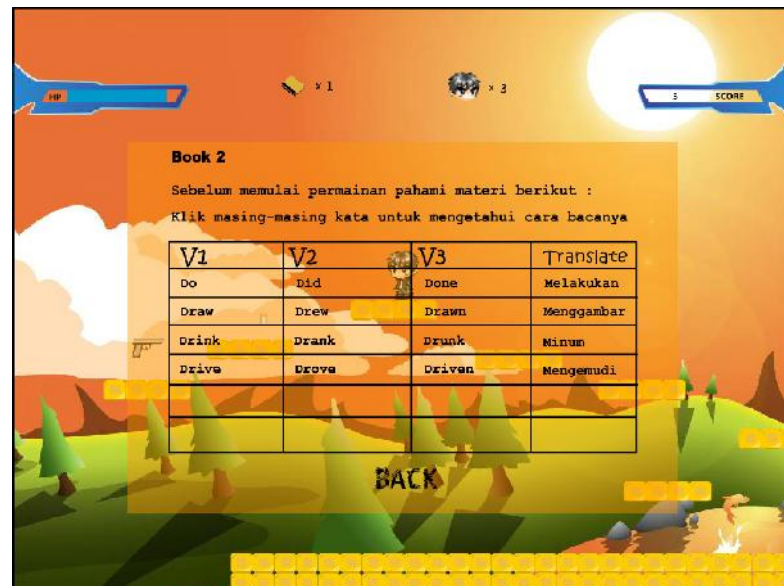 HP × 1 × 3 3 SCORE
Book 2
Sebelum memulai permainan pahami materi berikut :
Klik masing-masing kata untuk mengetahui cara bacanya
V1 V2 V3 Translate
Do Did Done Melakukan
Draw Drew Drawn Menggambar
Drink Drank Drunk Minum
Drive Drove Driven Mengemudi
BACK